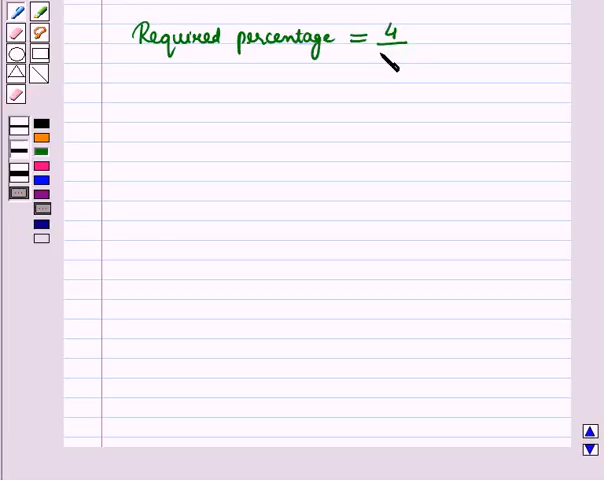 Required percentage = 4/